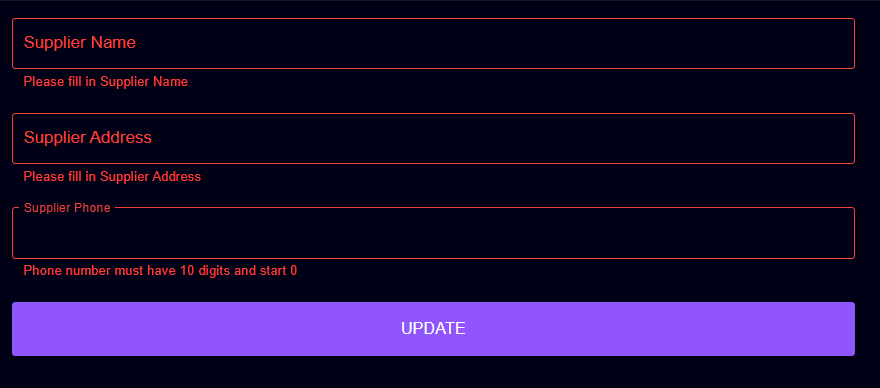 Supplier Name
Please fill in Supplier Name
Supplier Address
Please fill in Supplier Address
Supplier Phone
Phone number must have 10 digits and start 0
UPDATE